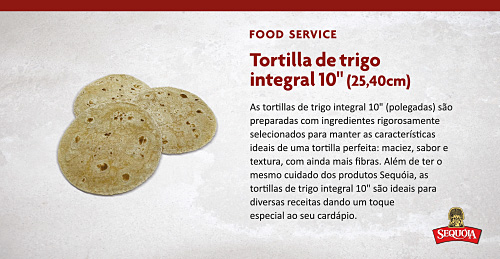 FOOD SERVICE
Tortilla de trigo
integral 10" (25,40cm)
As tortillas de trigo integral 10" (polegadas) são
preparadas com ingredientes rigorosamente
selecionados para manter as características
ideais de uma tortilla perfeita: maciez, sabor e
textura, com ainda mais fibras. Além de ter o
mesmo cuidado dos produtos Sequóia, as
tortillas de trigo integral 10" são ideais para
diversas receitas dando um toque
especial ao seu cardápio.
SEQUÓIA